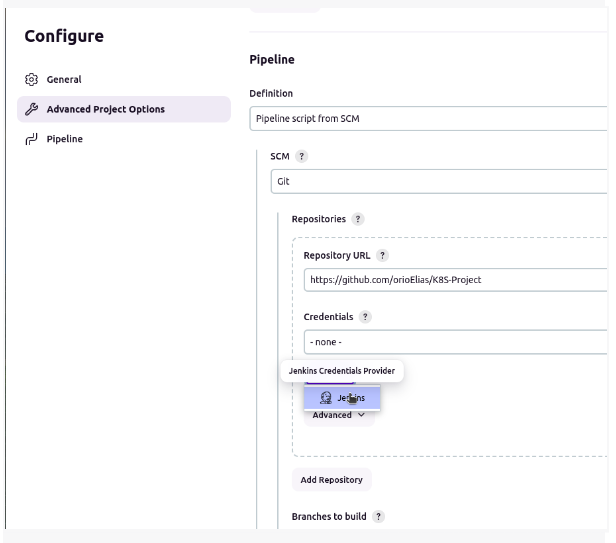 Configure
General
Advanced Project Options
Pipeline
Pipeline
Definition
Pipeline script from SCM
SCM ?
Git
Repositories ?
Repository URL ?
https://github.com/orioElias/K8S-Project
Credentials ?
- none -
Jenkins Credentials Provider
Jenkins
Advanced
Add Repository
Branches to build ?